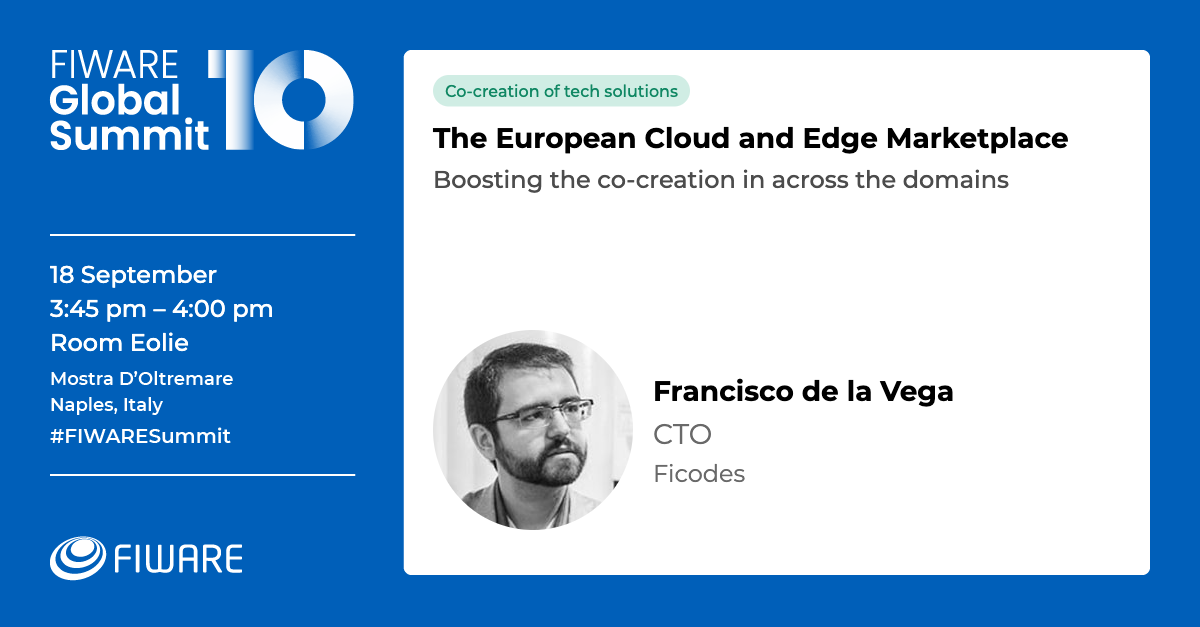 FIWARE
Global
Summit
10
18 September
3:45 pm – 4:00 pm
Room Eolie
Mostra D’Oltremare
Naples, Italy
#FIWARESummit
FIWARE
Co-creation of tech solutions
The European Cloud and Edge Marketplace
Boosting the co-creation in across the domains
Francisco de la Vega
CTO
Ficodes